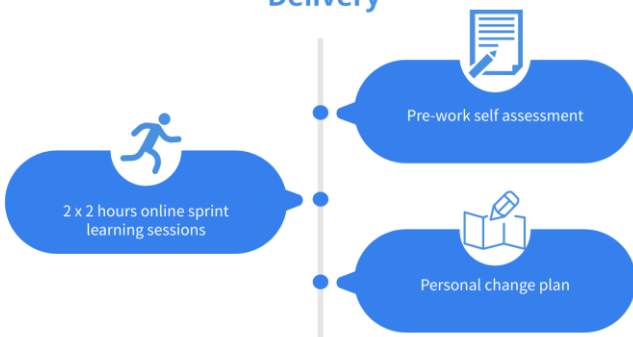 Delivery
Pre-work self assessment
2 x 2 hours online sprint
learning sessions
Personal change plan